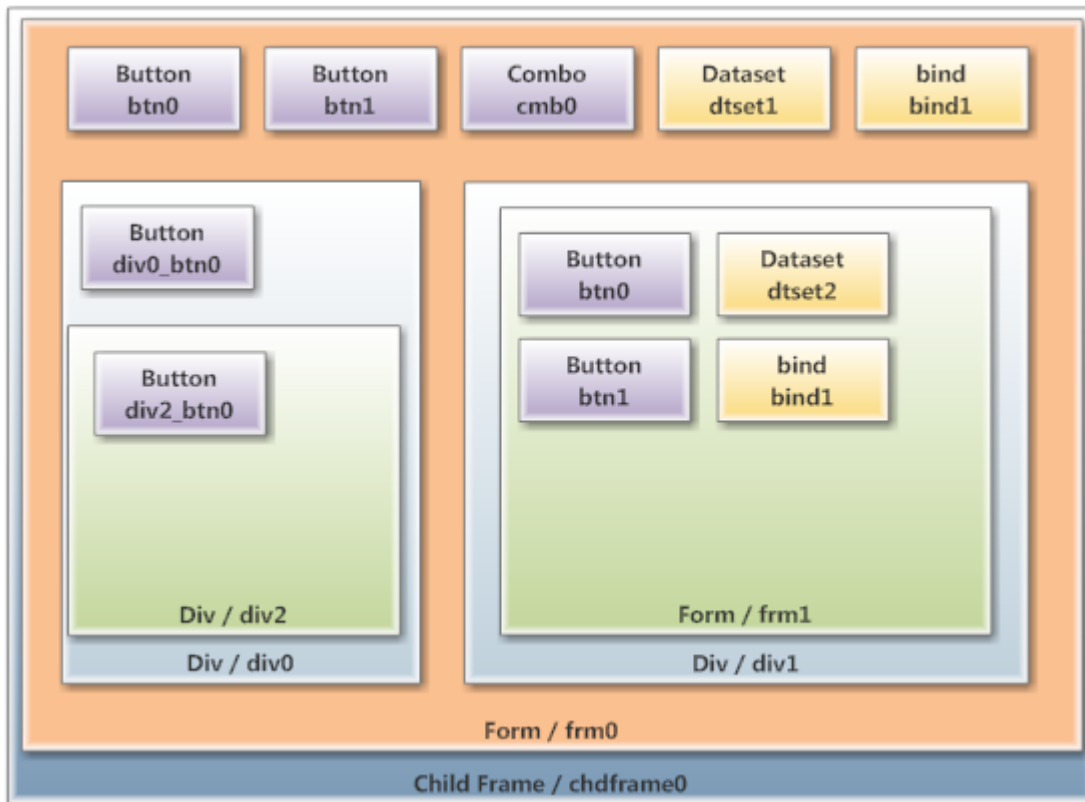 Button
btn0
Button
btn1
Combo
cmb0
Dataset
dtset1
bind
bind1
Button
div0_btn0
Button
div2_btn0
Div / div2
Div / div0
Button
btn0
Dataset
dtset2
Button
btn1
bind
bind1
Form / frm1
Div / div1
Form / frm0
Child Frame / chdframe0